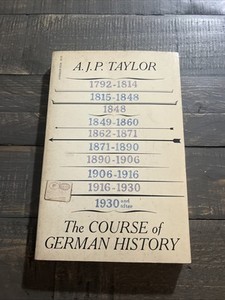 A.J.P. TAYLOR
1792-1814
1815-1848
1848
1849-1860
1862-1871
1871-1890
1890-1906
1906-1916
1916-1930
1930 and after
The COURSE of
GERMAN HISTORY